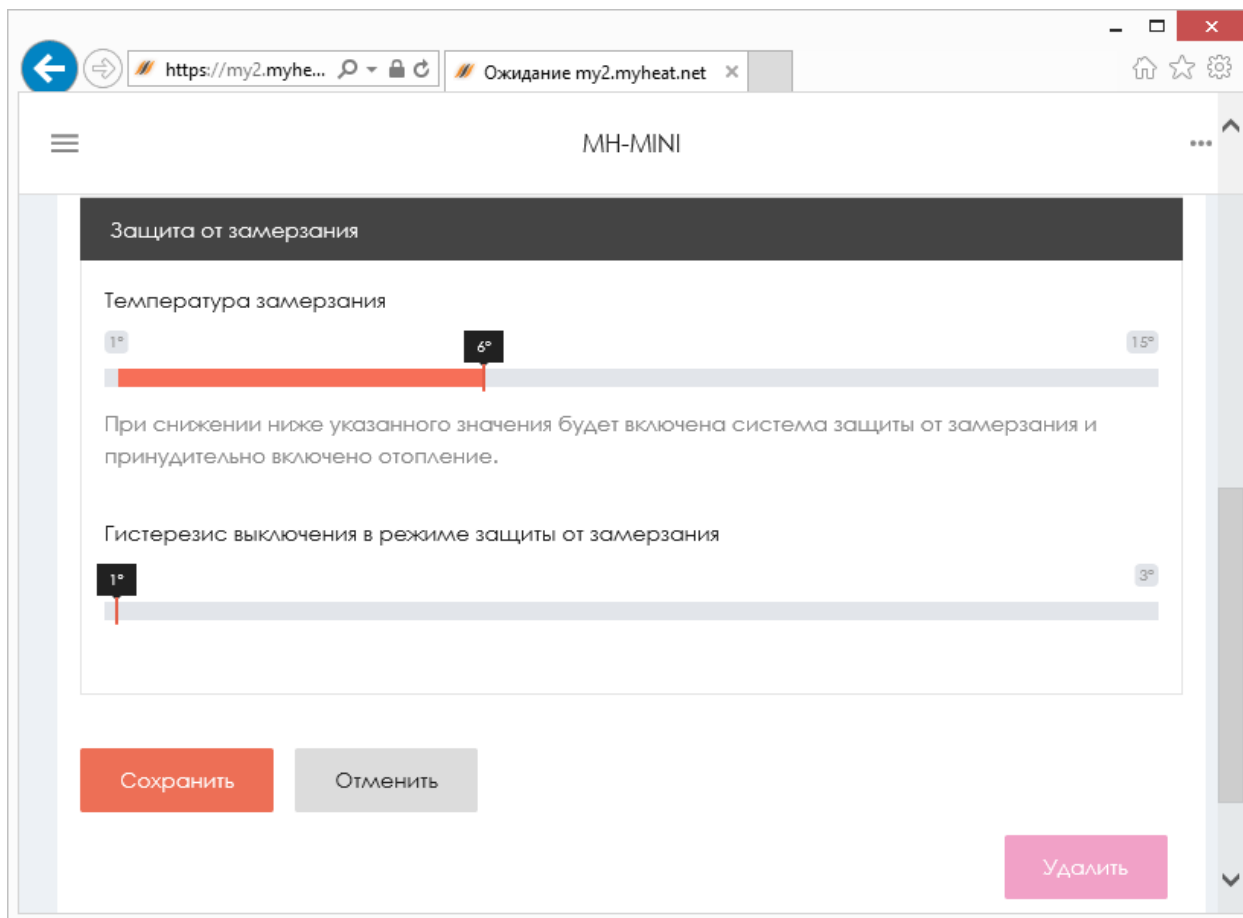 https://my2.myhe...
Ожидание my2.myheat.net
MH-MINI
Защита от замерзания
Температура замерзания
1° 6° 15°
При снижении ниже указанного значения будет включена система защиты от замерзания и
принудительно включено отопление.
Гистерезис выключения в режиме защиты от замерзания
1° 3°
Сохранить Отменить
Удалить